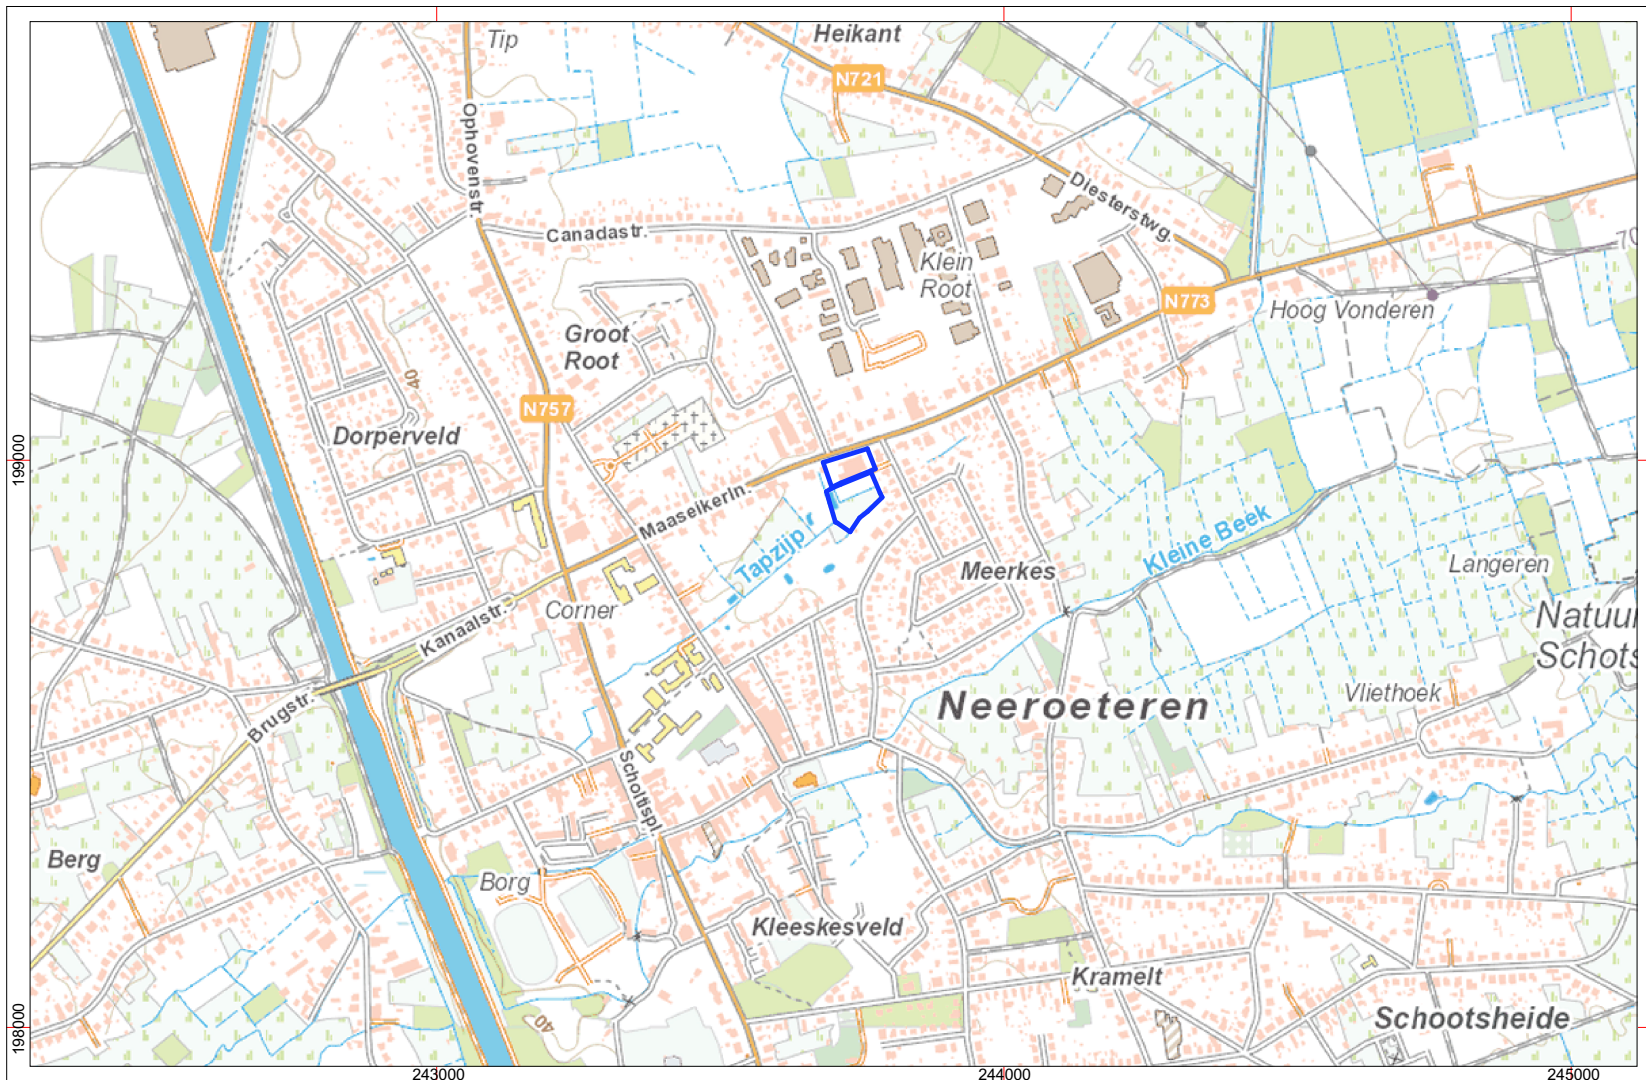 Tip
Heikant
N721
Ophovenstr.
Diesterstwg.
Canadastr.
Klein
Root
N773
Hoog Vonderen
Groot
Root
40
N757
Dorperveld
199000
Maaseikerln.
Tapzijp r
Kleine Beek
Meerkes
Langeren
Corner
Kanaalstr.
Natuur
Schots
Vliethoek
Neeroeteren
Brugstr.
Scholtispl.
Berg
Borg
Kleeskesveld
Kramelt
Schootsheide
40
198000
243000
244000
245000